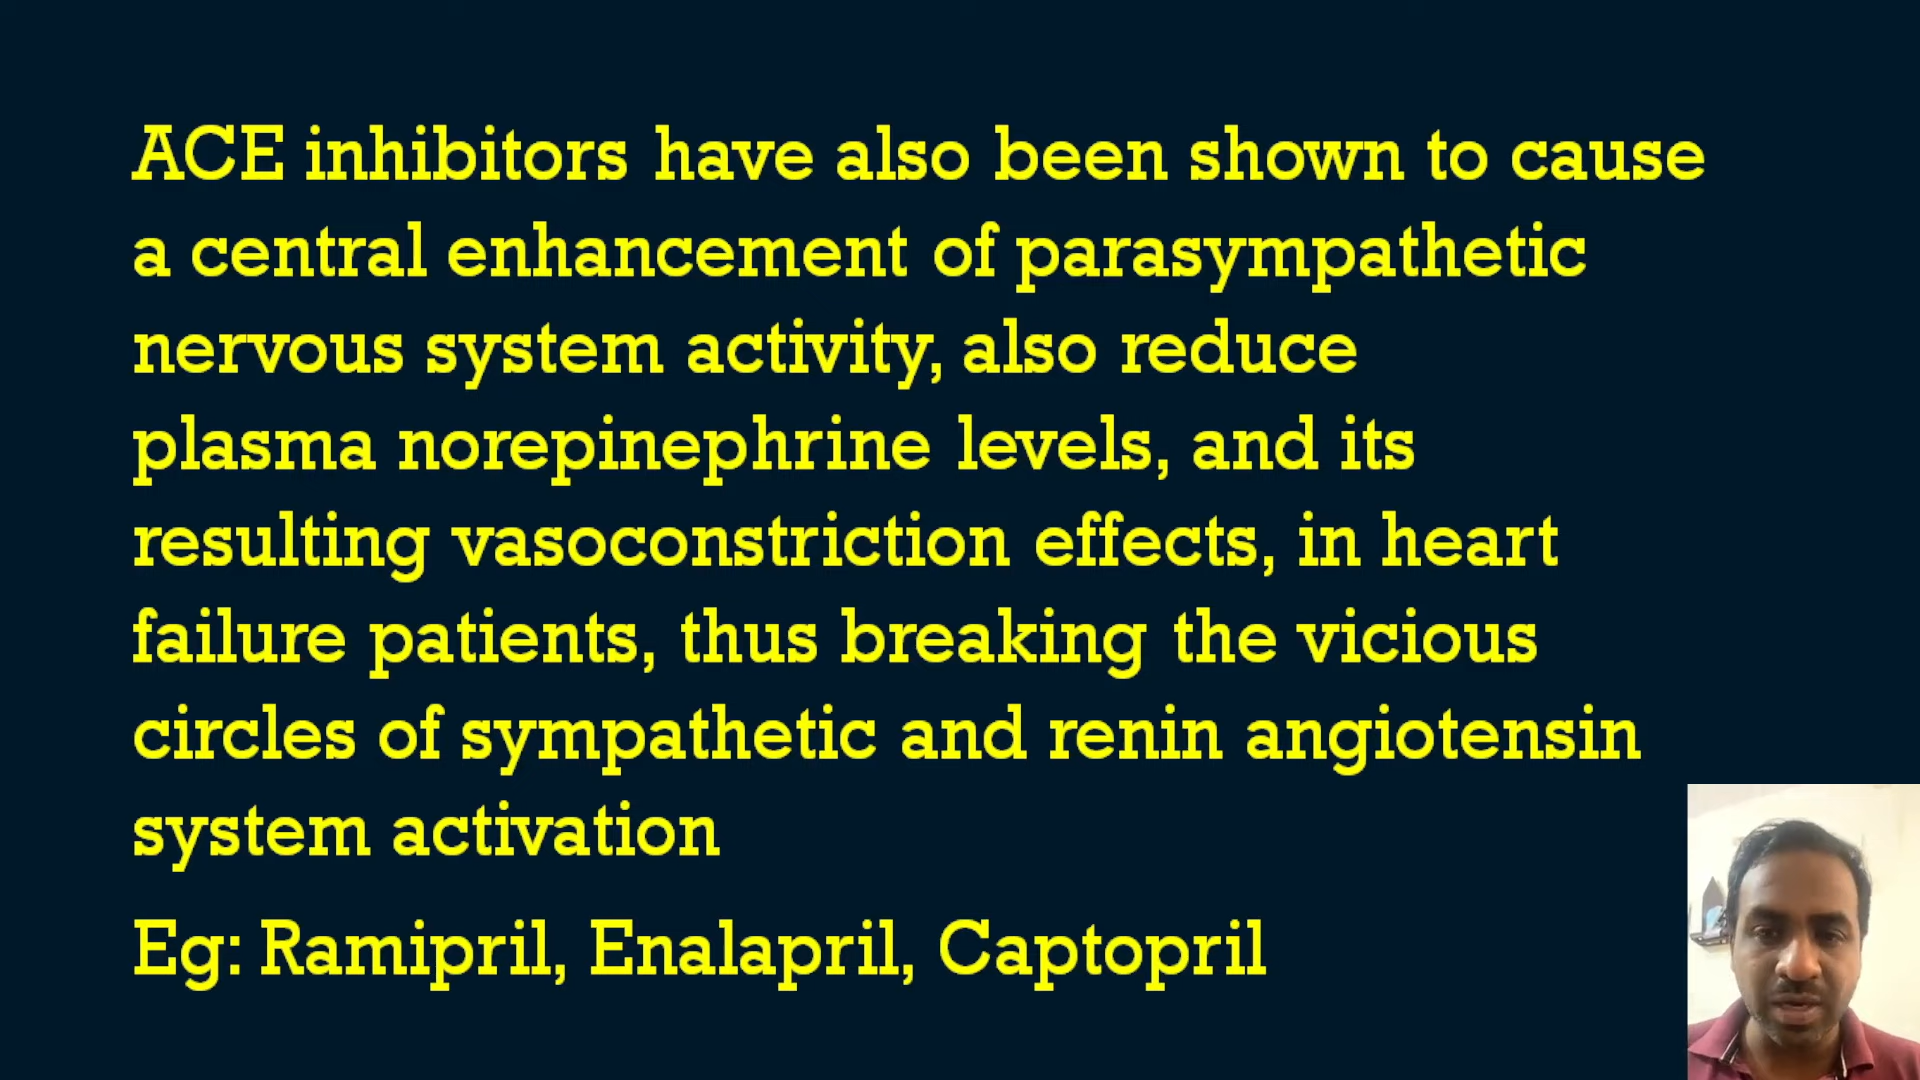 ACE inhibitors have also been shown to cause
a central enhancement of parasympathetic
nervous system activity, also reduce
plasma norepinephrine levels, and its
resulting vasoconstriction effects, in heart
failure patients, thus breaking the vicious
circles of sympathetic and renin angiotensin
system activation
Eg: Ramipril, Enalapril, Captopril